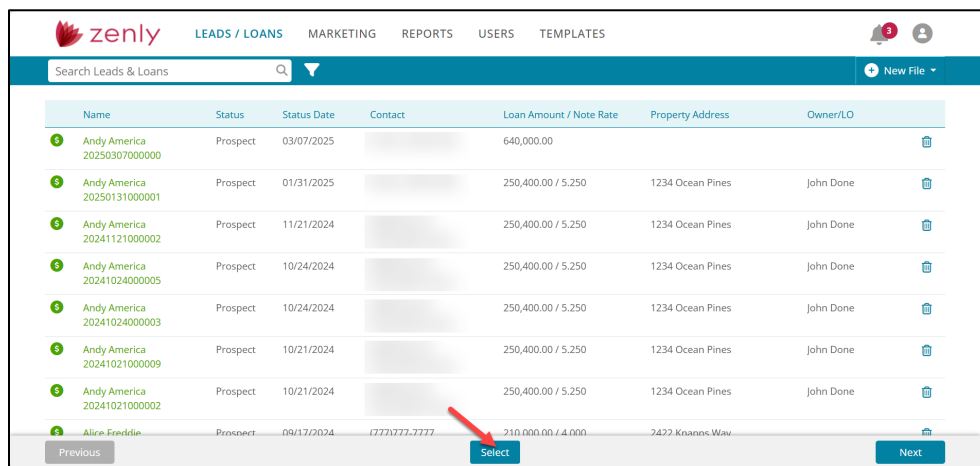 zenly LEADS / LOANS MARKETING REPORTS USERS TEMPLATES 3
Search Leads & Loans New File
Name Status Status Date Contact Loan Amount / Note Rate Property Address Owner/LO
Andy America Prospect 03/07/2025 640,000.00
20250307000000
Andy America Prospect 01/31/2025 250,400.00 / 5.250 1234 Ocean Pines John Done
20250131000001
Andy America Prospect 11/21/2024 250,400.00 / 5.250 1234 Ocean Pines John Done
20241121000002
Andy America Prospect 10/24/2024 250,400.00 / 5.250 1234 Ocean Pines John Done
20241024000005
Andy America Prospect 10/24/2024 250,400.00 / 5.250 1234 Ocean Pines John Done
20241024000003
Andy America Prospect 10/21/2024 250,400.00 / 5.250 1234 Ocean Pines John Done
20241021000009
Andy America Prospect 10/21/2024 250,400.00 / 5.250 1234 Ocean Pines John Done
20241021000002
Alice Freddie Prospect 09/17/2024 (777)777-7777 210,000.00 / 4.000 2422 Knapps Way
Previous Select Next